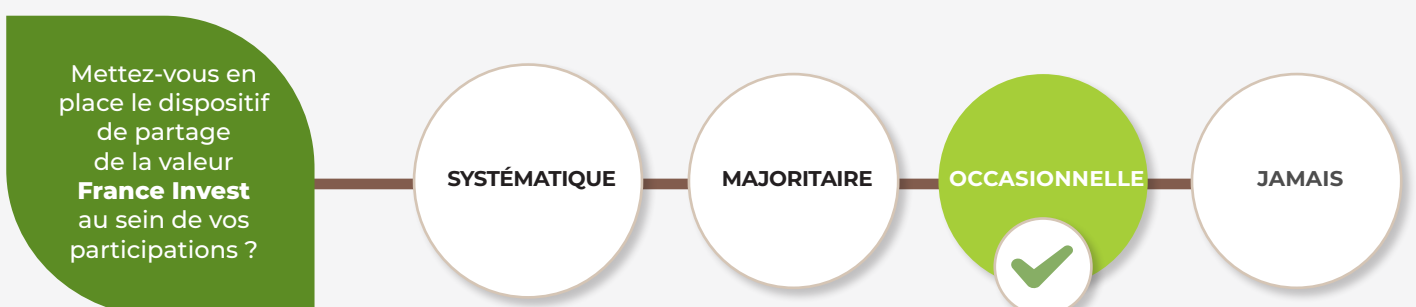 Mettez-vous en
place le dispositif
de partage
de la valeur
France Invest
au sein de vos
participations ?
SYSTÉMATIQUE
MAJORITAIRE
OCCASIONNELLE
JAMAIS